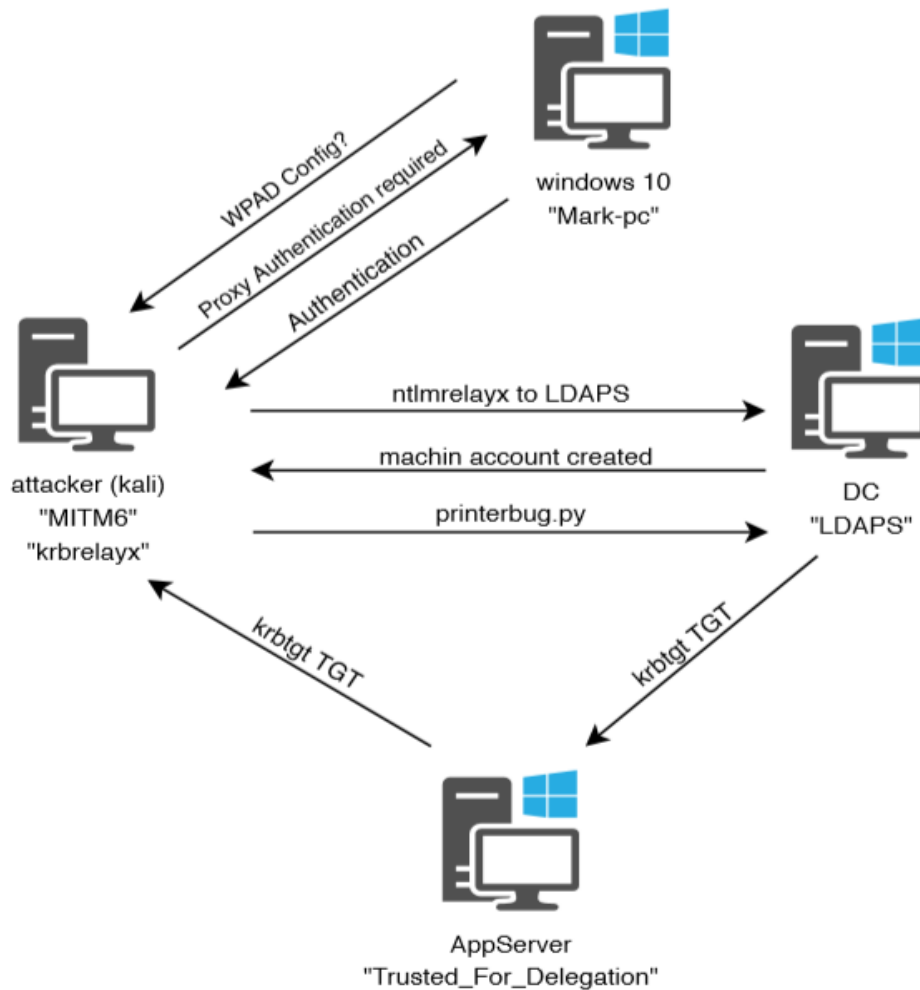 windows 10
"Mark-pc"
WPAD Config?
Proxy Authentication required
Authentication
attacker (kali)
"MITM6"
"krbrelayx"
ntlmrelayx to LDAPS
machin account created
printerbug.py
DC
"LDAPS"
krbtgt TGT
krbtgt TGT
AppServer
"Trusted_For_Delegation"